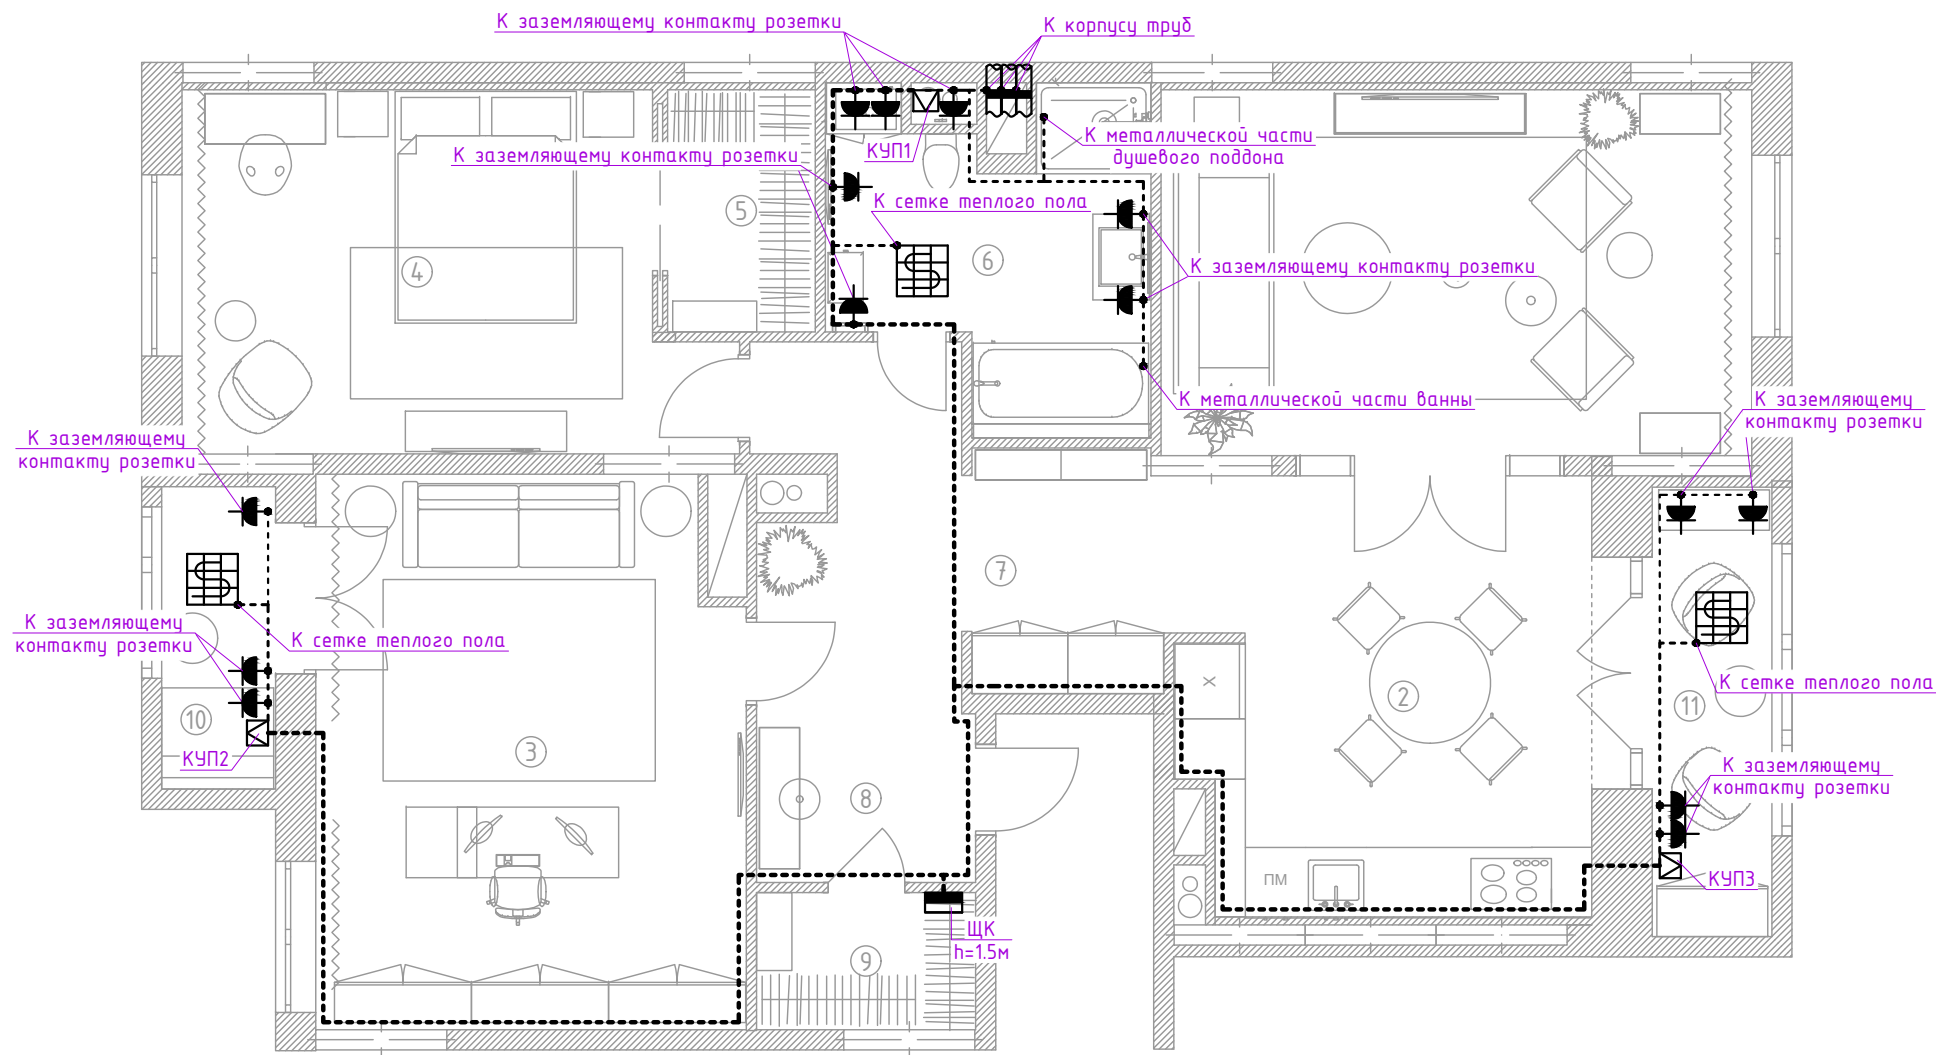 К заземляющему контакту розетки
К корпусу труб
К заземляющему контакту розетки
КУП1
К металлической части
душевого поддона
К сетке теплого пола
5
4
6
К заземляющему контакту розетки
К металлической части ванны
К заземляющему
контакту розетки
К заземляющему
контакту розетки
7
К заземляющему
контакту розетки
К сетке теплого пола
Х
2
К сетке теплого пола
10
11
КУП2
3
8
К заземляющему
контакту розетки
ПМ
КУП3
ЩК
h=1.5м
9